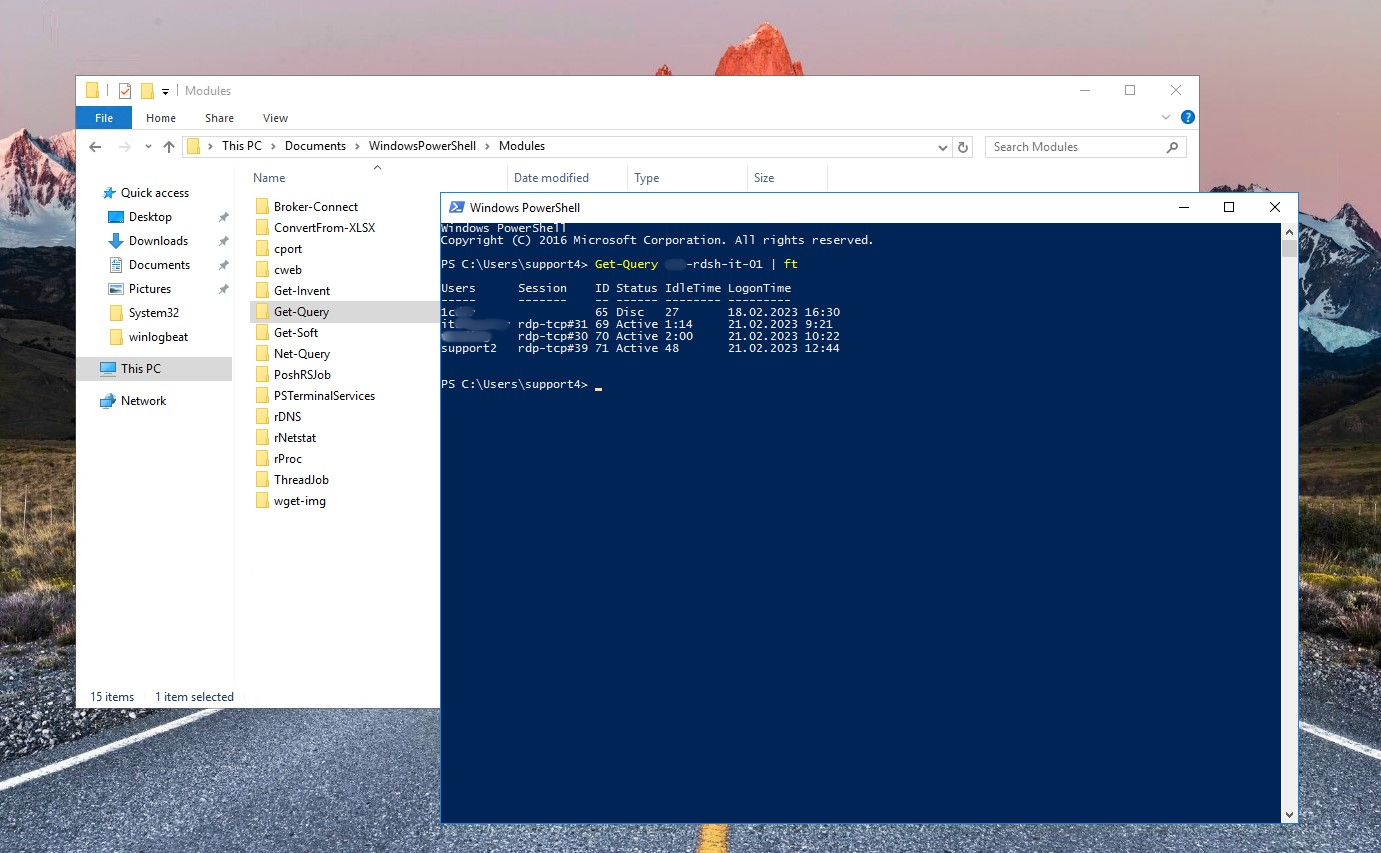 Modules
File Home Share View
This PC > Documents > WindowsPowerShell > Modules
Search Modules
Name Date modified Type Size
Quick access
Desktop
Downloads
Documents
Pictures
System32
winlogbeat
This PC
Network
Broker-Connect
ConvertFrom-XLSX
cport
cweb
Get-Invent
Get-Query
Get-Soft
Net-Query
PoshRSJob
PSTerminalServices
rDNS
rNetstat
rProc
ThreadJob
wget-img
15 items 1 item selected
Windows PowerShell
Windows PowerShell
Copyright (C) 2016 Microsoft Corporation. All rights reserved.
PS C:\Users\support4> Get-Query -rdsh-it-01 | ft
Users Session ID Status IdleTime LogonTime
----- ------- -- ------ -------- ---------
1c 65 Disc 27 18.02.2023 16:30
it rdp-tcp#31 69 Active 1:14 21.02.2023 9:21
rdp-tcp#30 70 Active 2:00 21.02.2023 10:22
support2 rdp-tcp#39 71 Active 48 21.02.2023 12:44
PS C:\Users\support4>